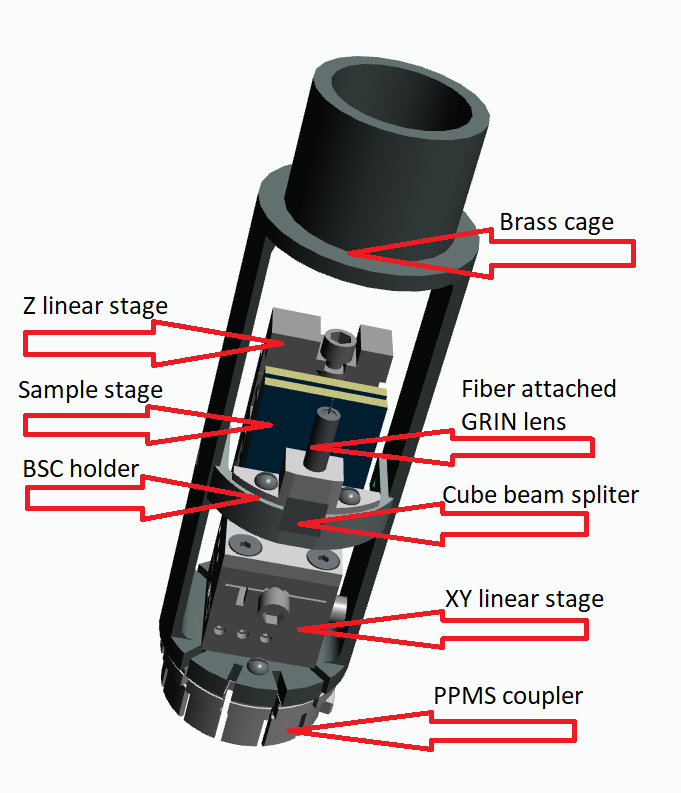 Brass cage
Z linear stage
Sample stage
Fiber attached
GRIN lens
BSC holder
Cube beam spliter
XY linear stage
PPMS coupler